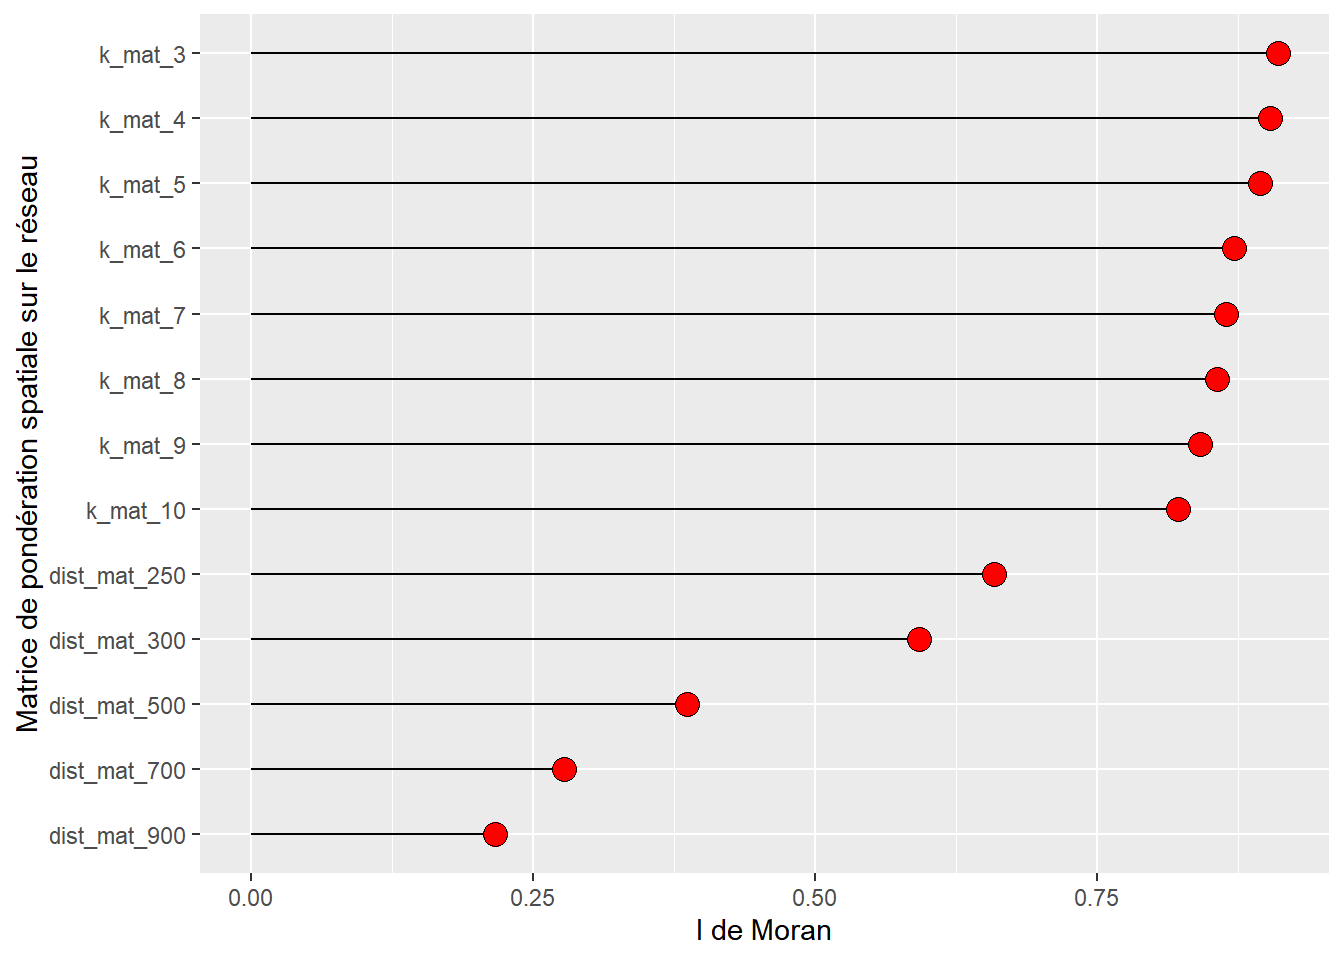 Matrice de pondération spatiale sur le réseau
k_mat_3
k_mat_4
k_mat_5
k_mat_6
k_mat_7
k_mat_8
k_mat_9
k_mat_10
dist_mat_250
dist_mat_300
dist_mat_500
dist_mat_700
dist_mat_900
0.00 0.25 0.50 0.75
I de Moran